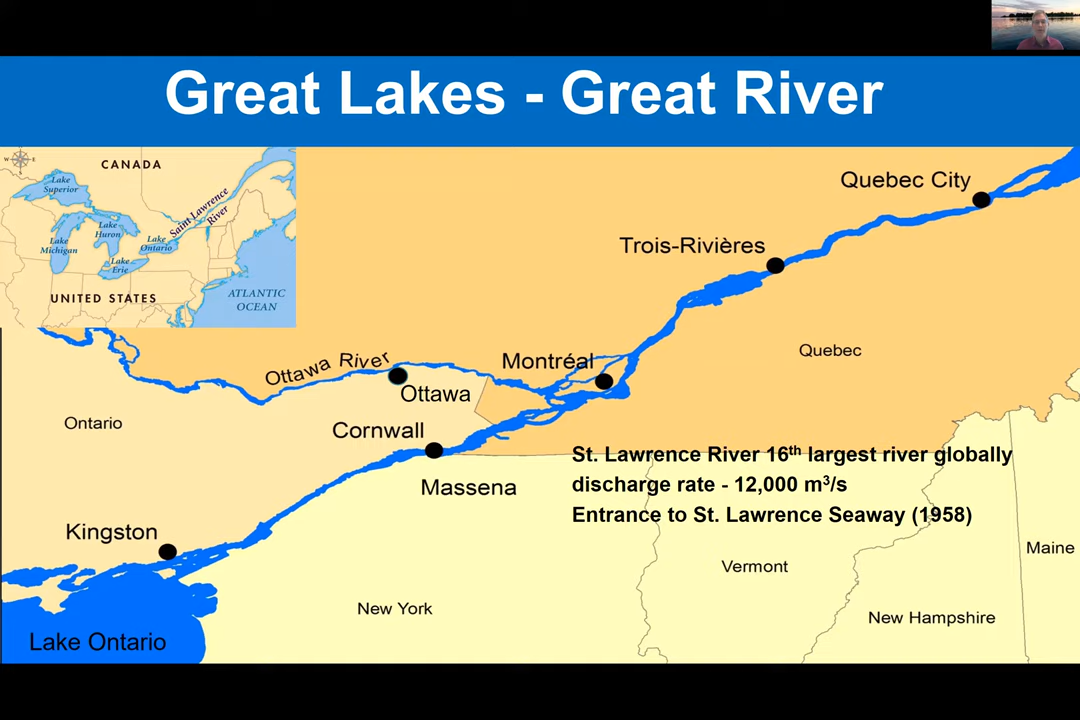 Great Lakes - Great River
W
E
CANADA
Lake
Superior
Lake
Huron
Lake
Michigan
Lake
Ontario
Lake
Erie
Saint Lawrence
River
UNITED STATES
ATLANTIC
OCEAN
Quebec City
Trois-Rivières
Quebec
Montréal
Ottawa River
Ottawa
Ontario
Cornwall
Massena
St. Lawrence River 16th largest river globally
discharge rate - 12,000 m³/s
Entrance to St. Lawrence Seaway (1958)
Kingston
Maine
Vermont
New York
New Hampshire
Lake Ontario